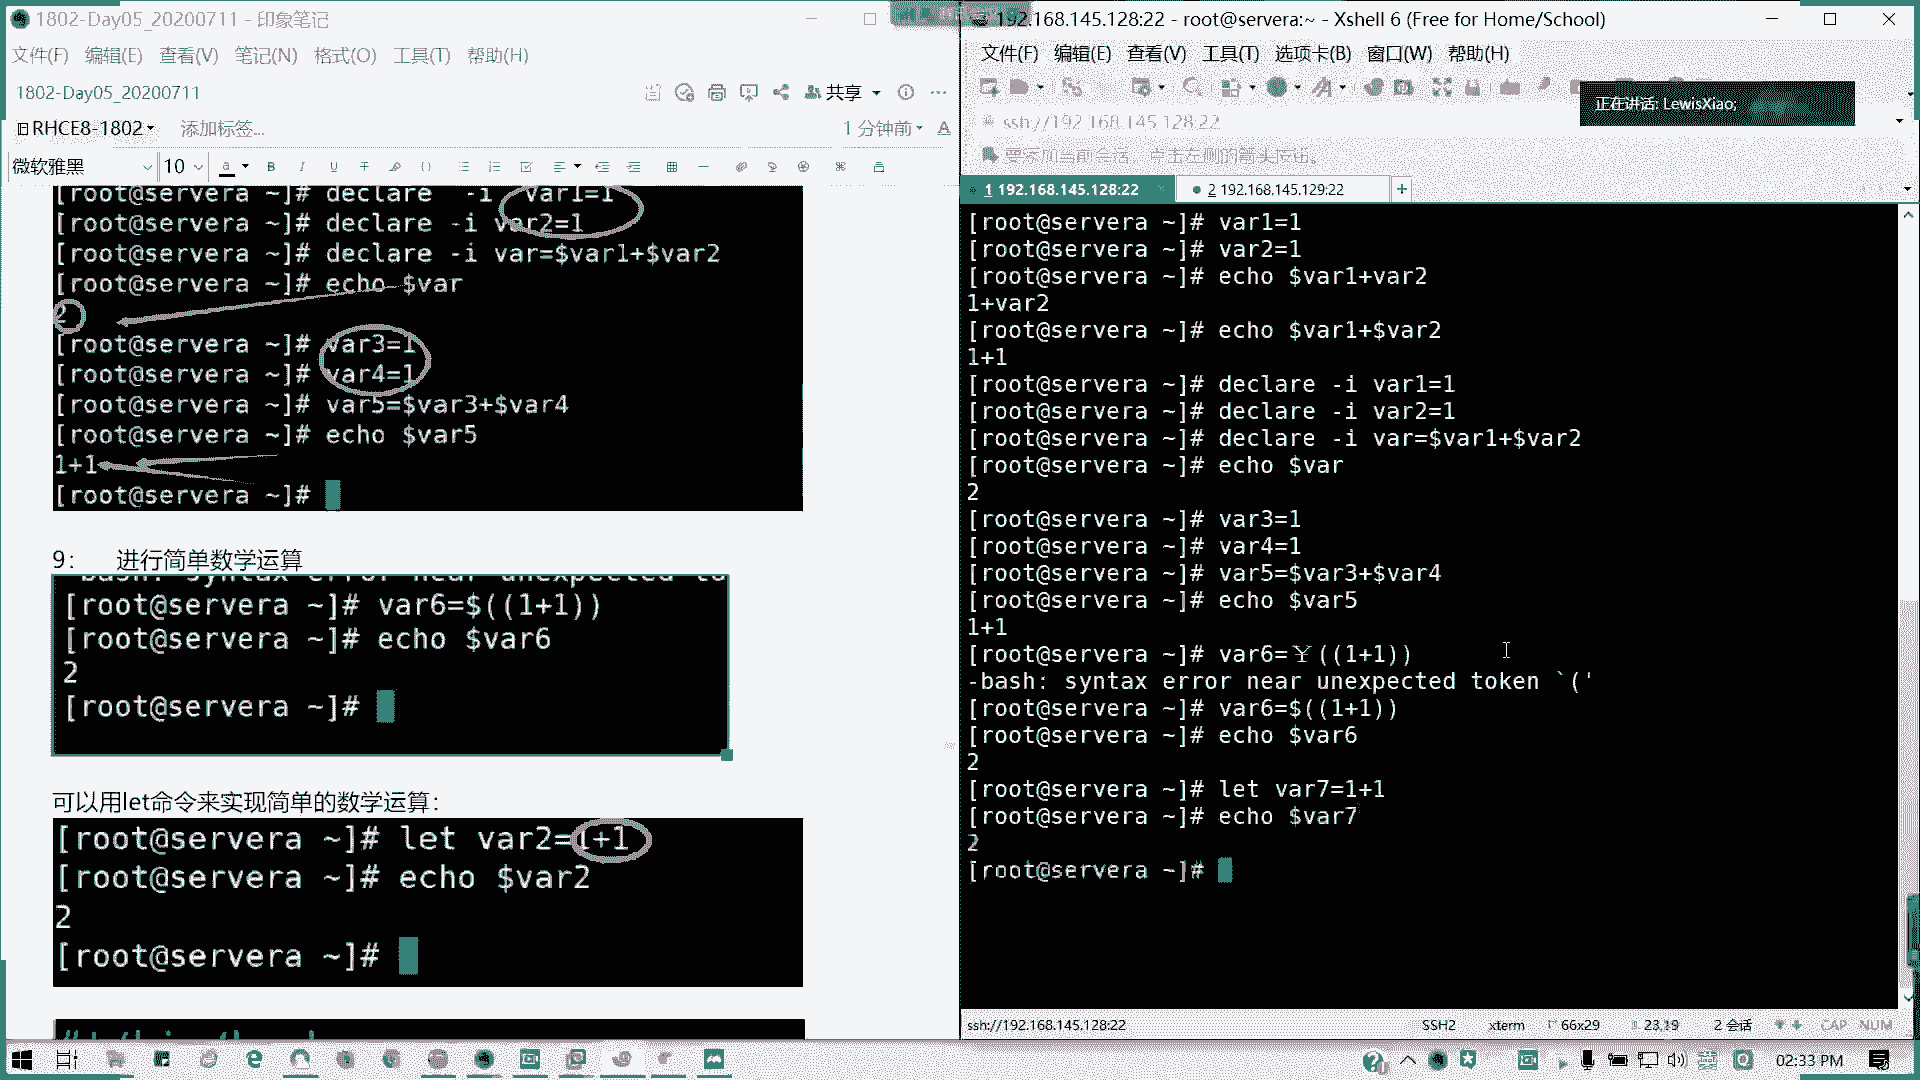 1802-Day05_20200711 - 印象笔记
文件(F) 编辑(E) 查看(V) 笔记(N) 格式(O) 工具(T) 帮助(H)
1802-Day05_20200711
共享
RHCE8-1802 添加标签...
1 分钟前
微软雅黑 10
[root@servera ~]# declare  -i  var1=1
[root@servera ~]# declare -i var2=1
[root@servera ~]# declare -i var=$var1+$var2
[root@servera ~]# echo $var
2
[root@servera ~]# var3=1
[root@servera ~]# var4=1
[root@servera ~]# var5=$var3+$var4
[root@servera ~]# echo $var5
1+1
[root@servera ~]#
9： 进行简单数学运算
-bash: syntax error near unexpected to
[root@servera ~]# var6=$((1+1))
[root@servera ~]# echo $var6
2
[root@servera ~]#
可以用let命令来实现简单的数学运算：
[root@servera ~]# let var2=1+1
[root@servera ~]# echo $var2
2
[root@servera ~]#
192.168.145.128:22 - root@servera:~ - Xshell 6 (Free for Home/School)
文件(F) 编辑(E) 查看(V) 工具(T) 选项卡(B) 窗口(W) 帮助(H)
正在讲话: LewisXiao;
ssh://192.168.145.128:22
要添加当前会话，点击左侧的箭头按钮。
1 192.168.145.128:22
2 192.168.145.129:22
[root@servera ~]# var1=1
[root@servera ~]# var2=1
[root@servera ~]# echo $var1+var2
1+var2
[root@servera ~]# echo $var1+$var2
1+1
[root@servera ~]# declare -i var1=1
[root@servera ~]# declare -i var2=1
[root@servera ~]# declare -i var=$var1+$var2
[root@servera ~]# echo $var
2
[root@servera ~]# var3=1
[root@servera ~]# var4=1
[root@servera ~]# var5=$var3+$var4
[root@servera ~]# echo $var5
1+1
[root@servera ~]# var6=￥((1+1))
-bash: syntax error near unexpected token `('
[root@servera ~]# var6=$((1+1))
[root@servera ~]# echo $var6
2
[root@servera ~]# let var7=1+1
[root@servera ~]# echo $var7
2
[root@servera ~]#
ssh://192.168.145.128:22 SSH2 xterm 66x29 23,19 2 会话 CAP NUM
02:33 PM